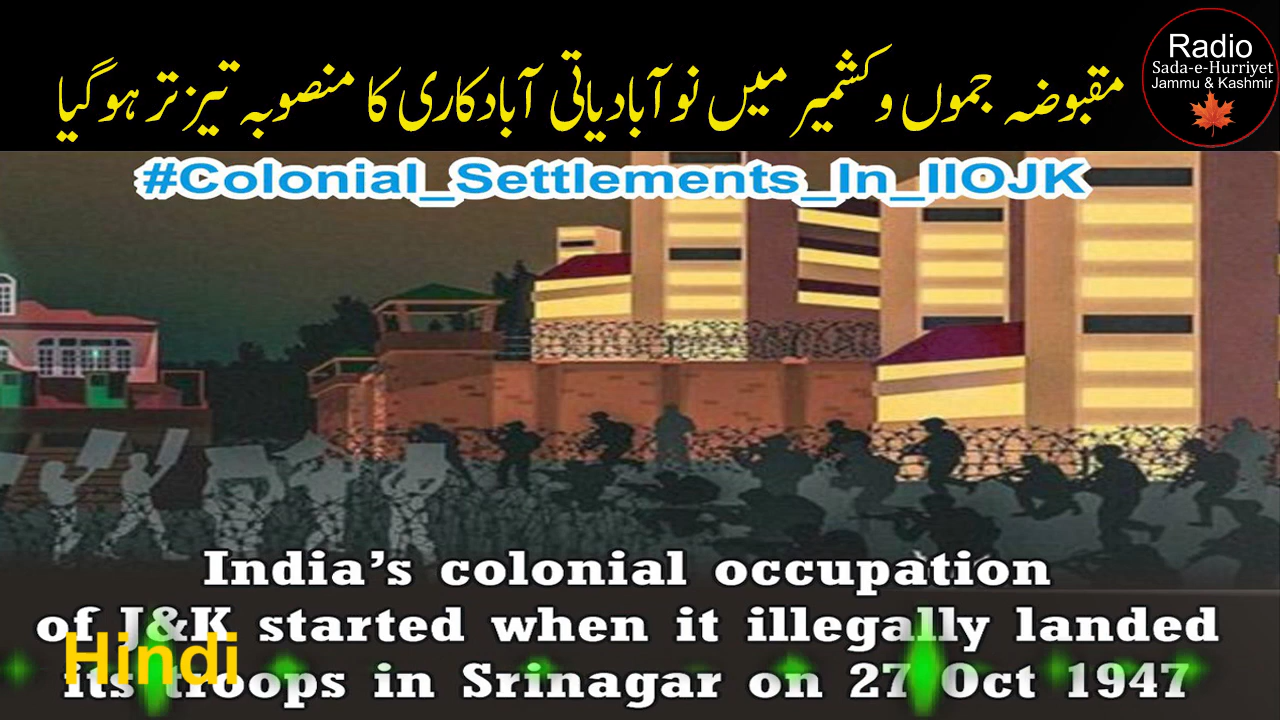 مقبوضہ جموں و کشمیر میں نوآبادیاتی آبادکاری کا منصوبہ تیز تر ہوگیا
Radio
Sada-e-Hurriyet
Jammu & Kashmir
#Colonial_Settlements_In_IIOJK
India's colonial occupation
of J&K started when it illegally landed
its troops in Srinagar on 27 Oct 1947
Hindi